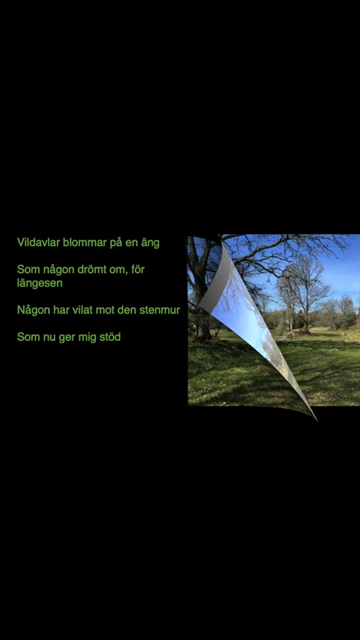 Vildavlar blommar på en äng
Som någon drömt om, för
längesen
Någon har vilat mot den stenmur
Som nu ger mig stöd